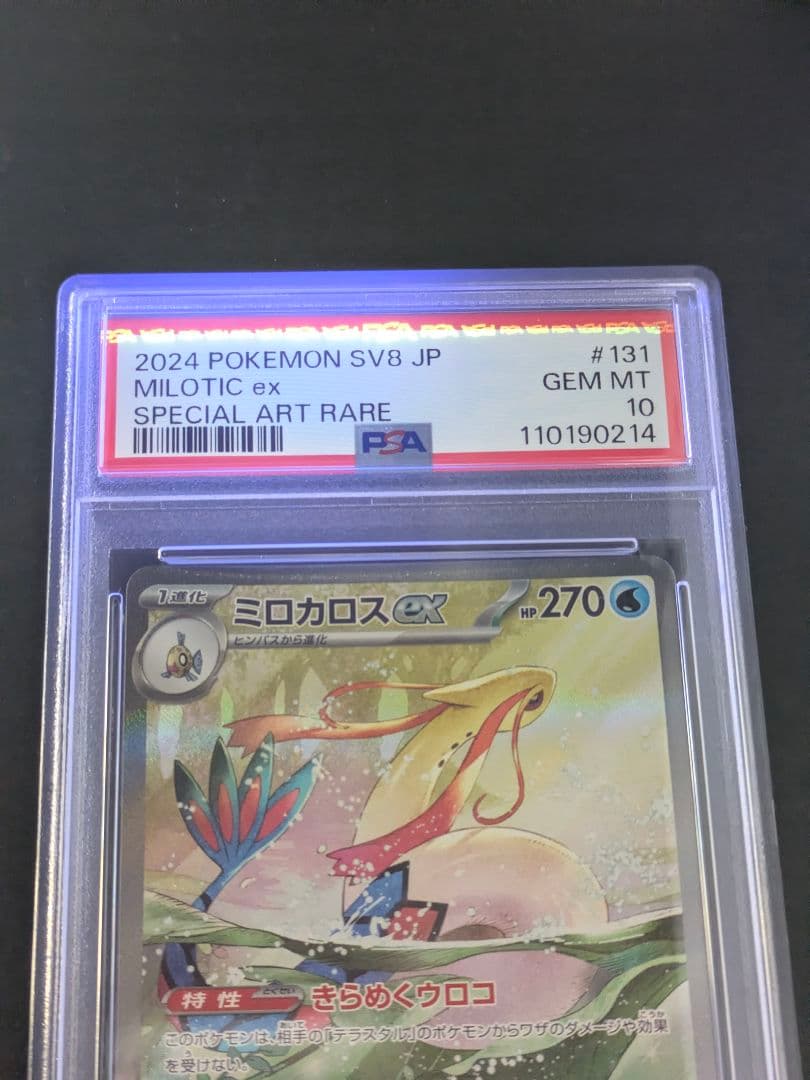 2024 POKEMON SV8 JP #131
MILOTIC ex GEM MT
SPECIAL ART RARE 10
PSA 110190214
1進化 ミロカロスex HP270
ヒンバスから進化
特性 とくせい きらめくウロコ
このポケモンは、相手の「テラスタル」のポケモンからワザのダメージや効果
を受けない。